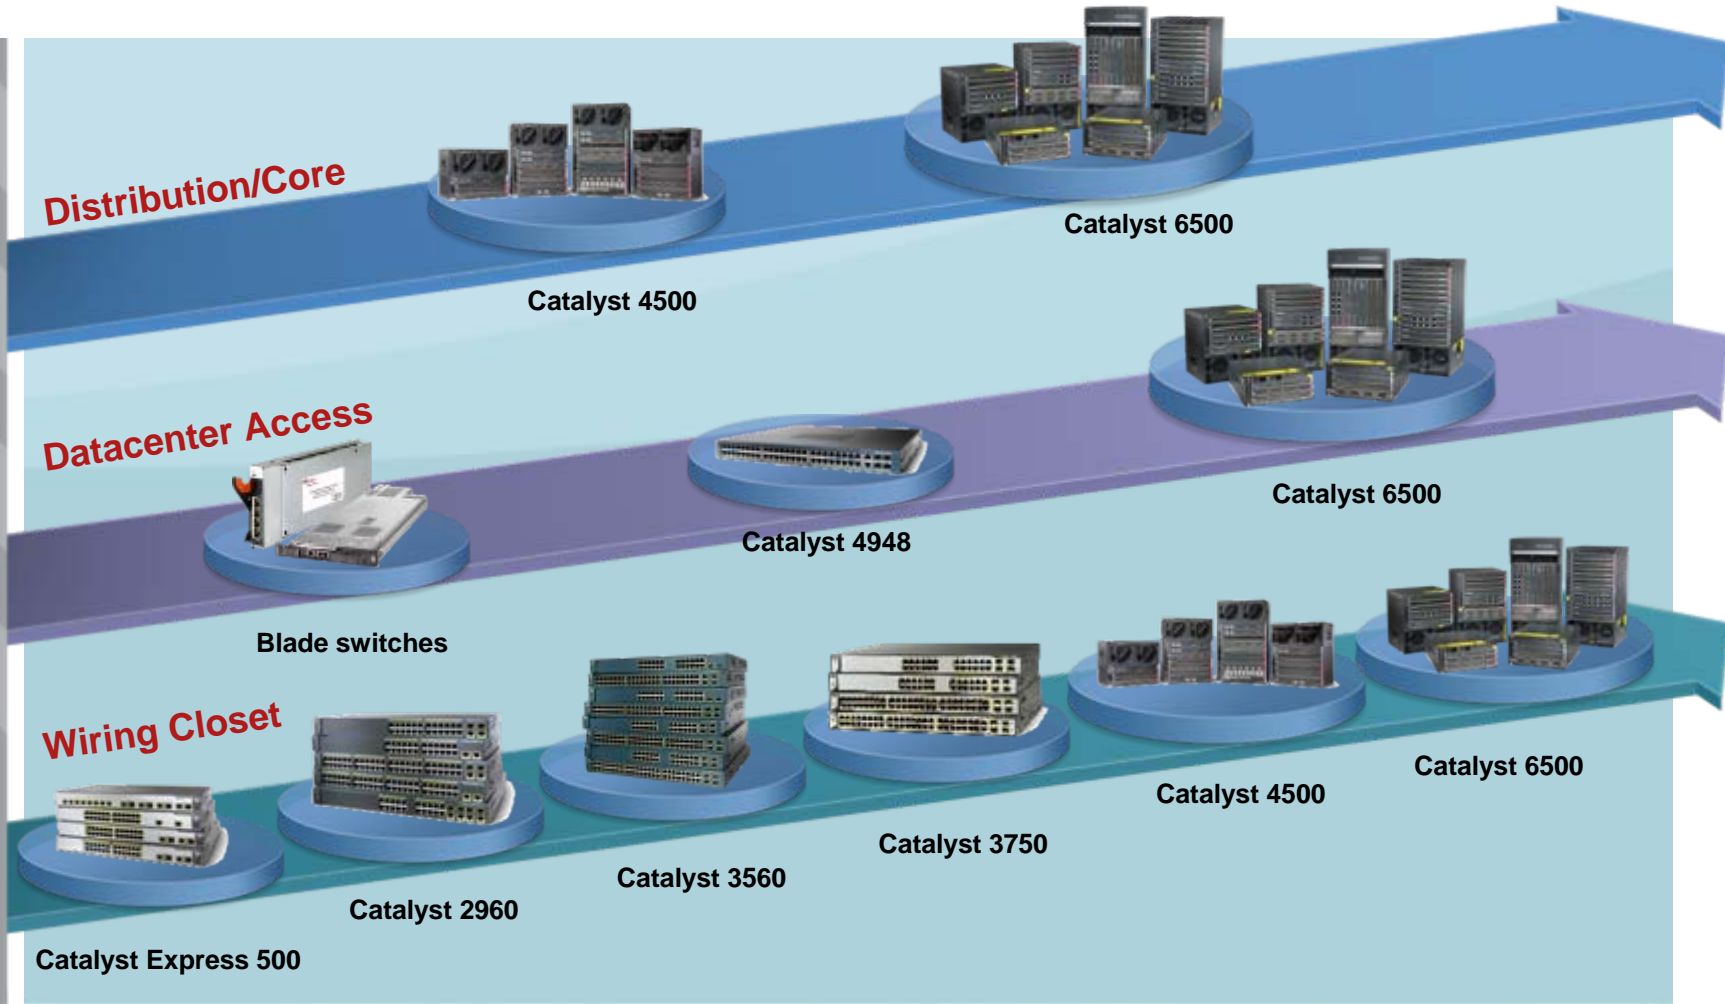 Distribution/Core
Catalyst 4500
Catalyst 6500
Datacenter Access
Blade switches
Catalyst 4948
Catalyst 6500
Wiring Closet
Catalyst Express 500
Catalyst 2960
Catalyst 3560
Catalyst 3750
Catalyst 4500
Catalyst 6500